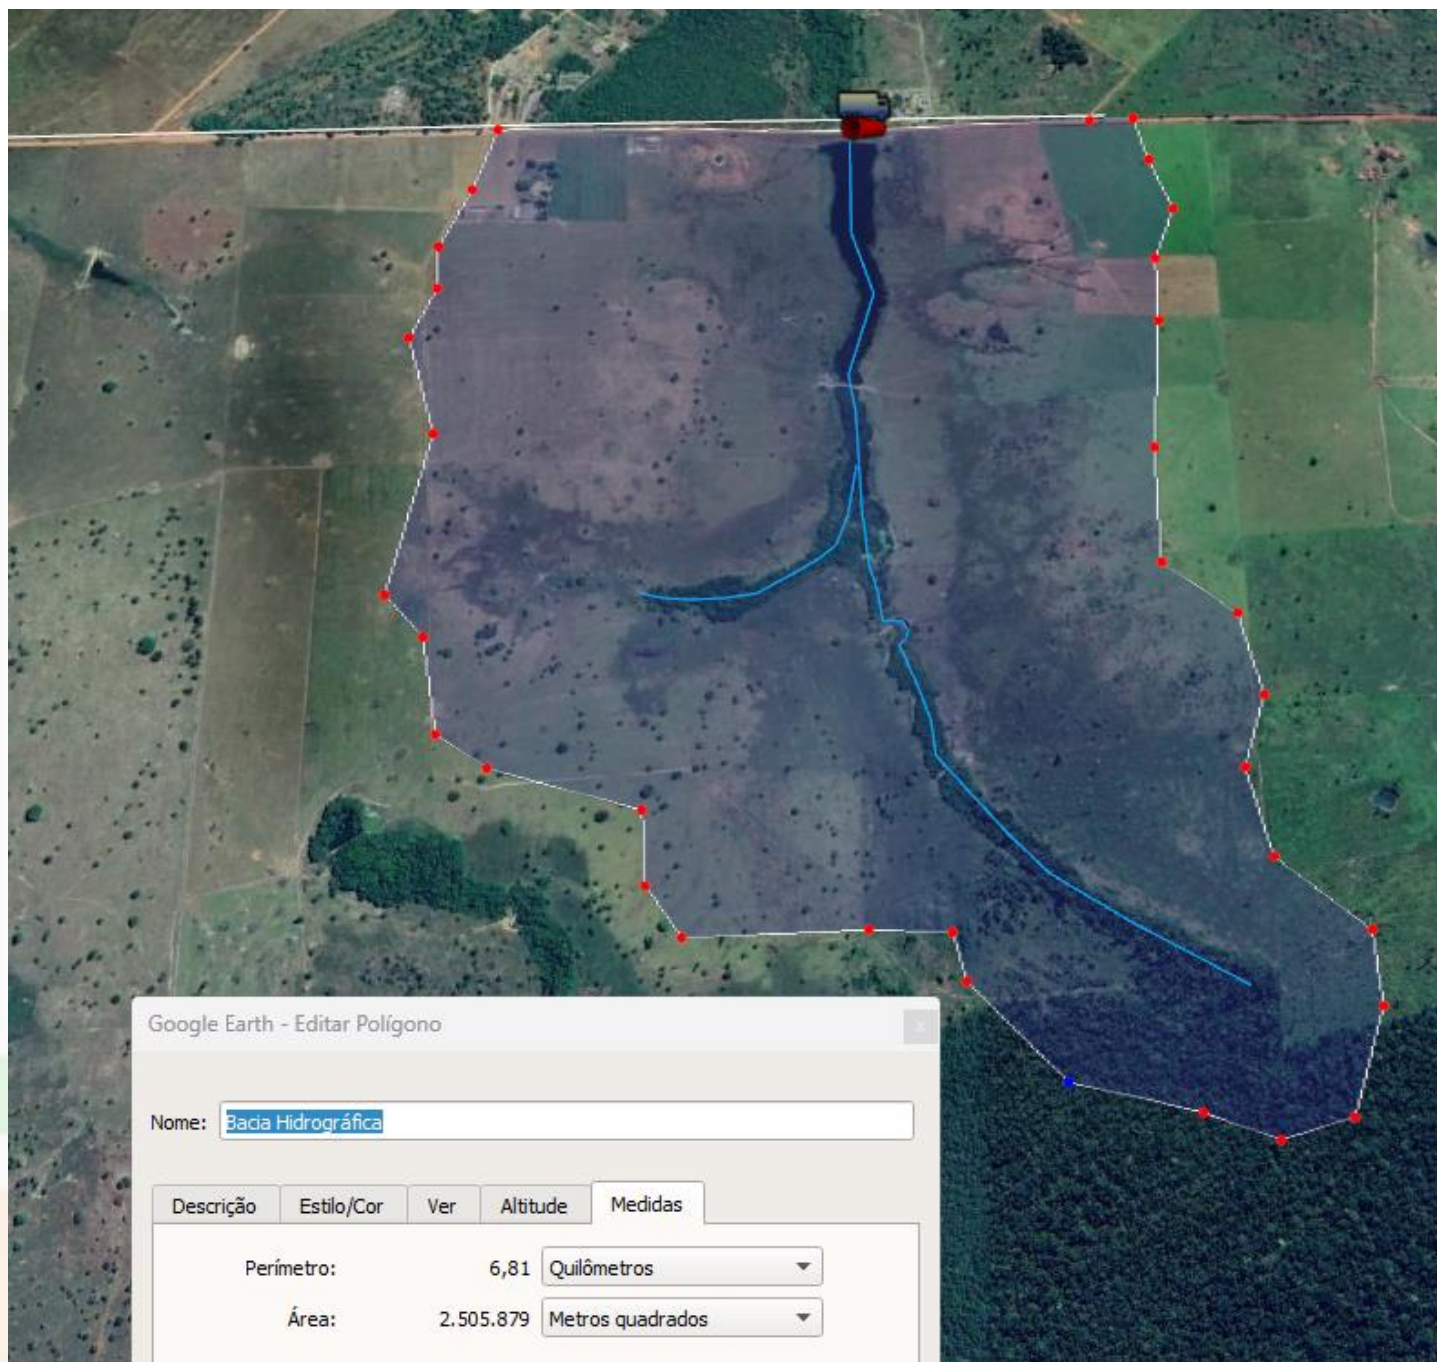 Google Earth - Editar Polígono
x
Nome: Bacia Hidrográfica
Descrição Estilo/Cor Ver Altitude Medidas
Perímetro: 6,81 Quilômetros
Área: 2.505.879 Metros quadrados